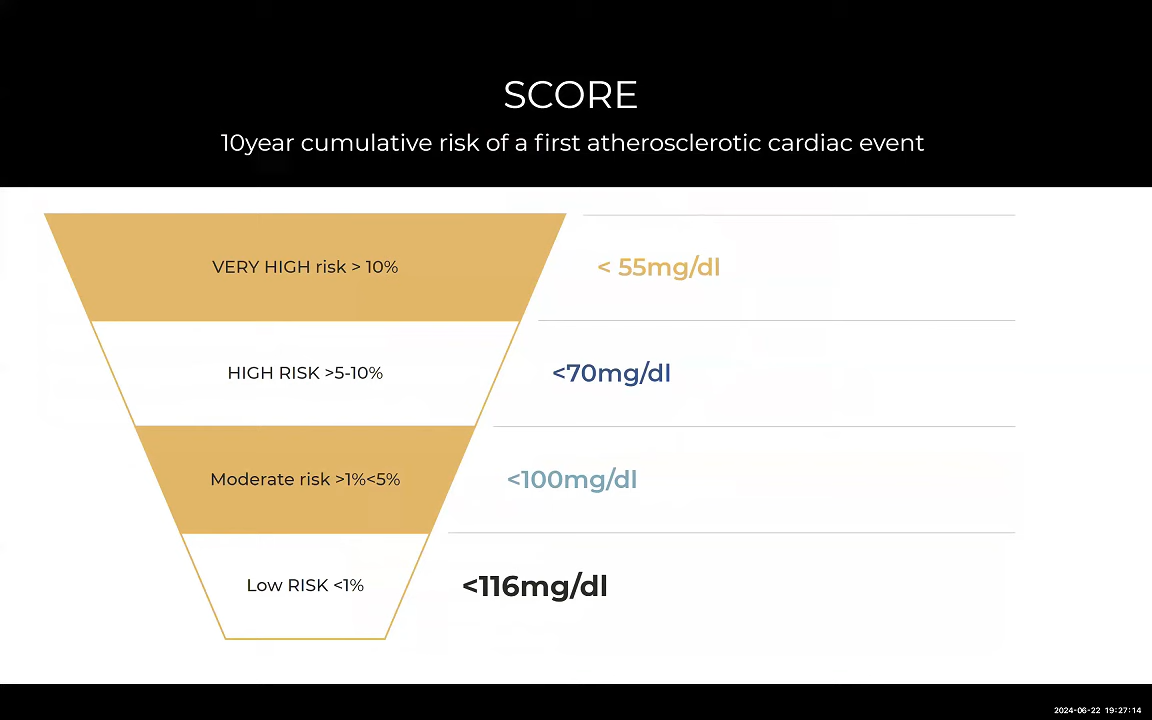 SCORE
10year cumulative risk of a first atherosclerotic cardiac event
VERY HIGH risk > 10%
< 55mg/dl
HIGH RISK >5-10%
<70mg/dl
Moderate risk >1%<5%
<100mg/dl
Low RISK <1%
<116mg/dl
2024-06-22 19:27:14